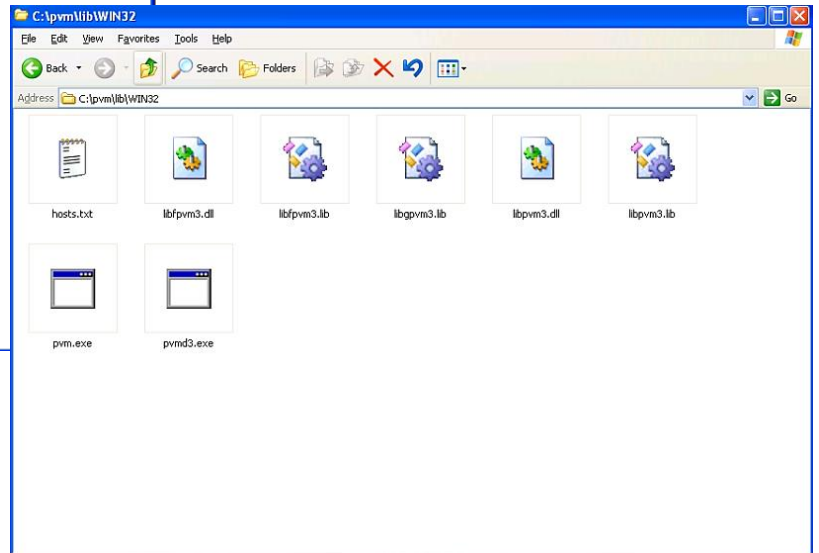 C:\pvm\lib\WIN32
File Edit View Favorites Tools Help
Back Search Folders
Address C:\pvm\lib\WIN32 Go
hosts.txt libfpvm3.dll libfpvm3.lib libgpvm3.lib libpvm3.dll libpvm3.lib
pvm.exe pvmd3.exe